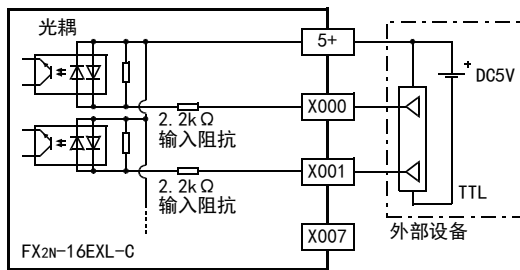 光耦
5+
+
DC5V
X000
2.2kΩ
输入阻抗
X001
2.2kΩ
输入阻抗
TTL
X007
外部设备
FX2N-16EXL-C